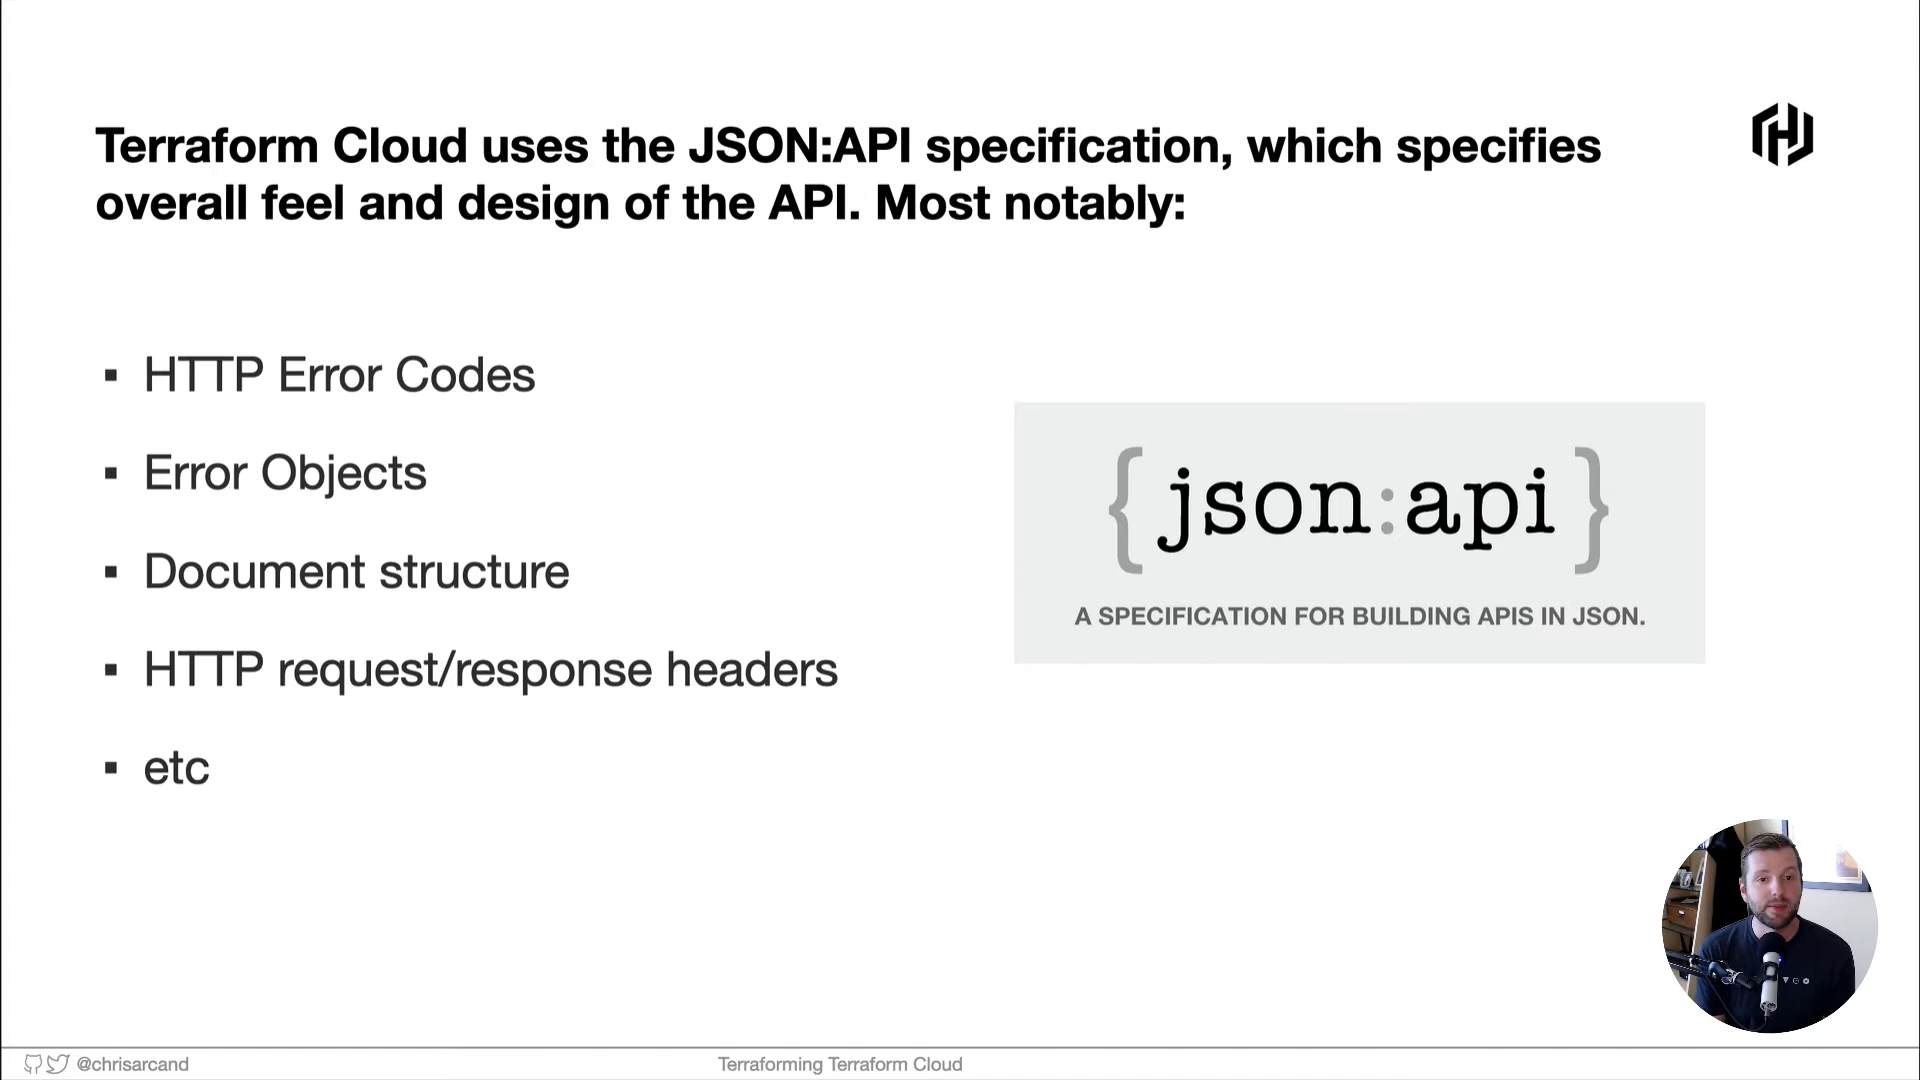 Terraform Cloud uses the JSON:API specification, which specifies
overall feel and design of the API. Most notably:
▪ HTTP Error Codes
▪ Error Objects
▪ Document structure
▪ HTTP request/response headers
▪ etc
{json:api}
A SPECIFICATION FOR BUILDING APIS IN JSON.
@chrisarcand
Terraforming Terraform Cloud